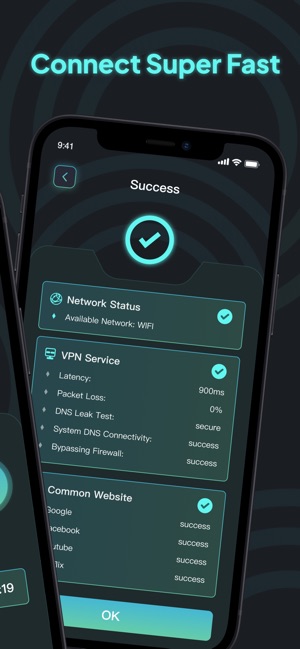 Connect Super Fast
9:41
Success
Network Status
Available Network: WIFI
VPN Service
Latency: 900ms
Packet Loss: 0%
DNS Leak Test: secure
System DNS Connectivity: success
Bypassing Firewall: success
Common Website
Google success
acebook success
utube success
flix success
:19
OK